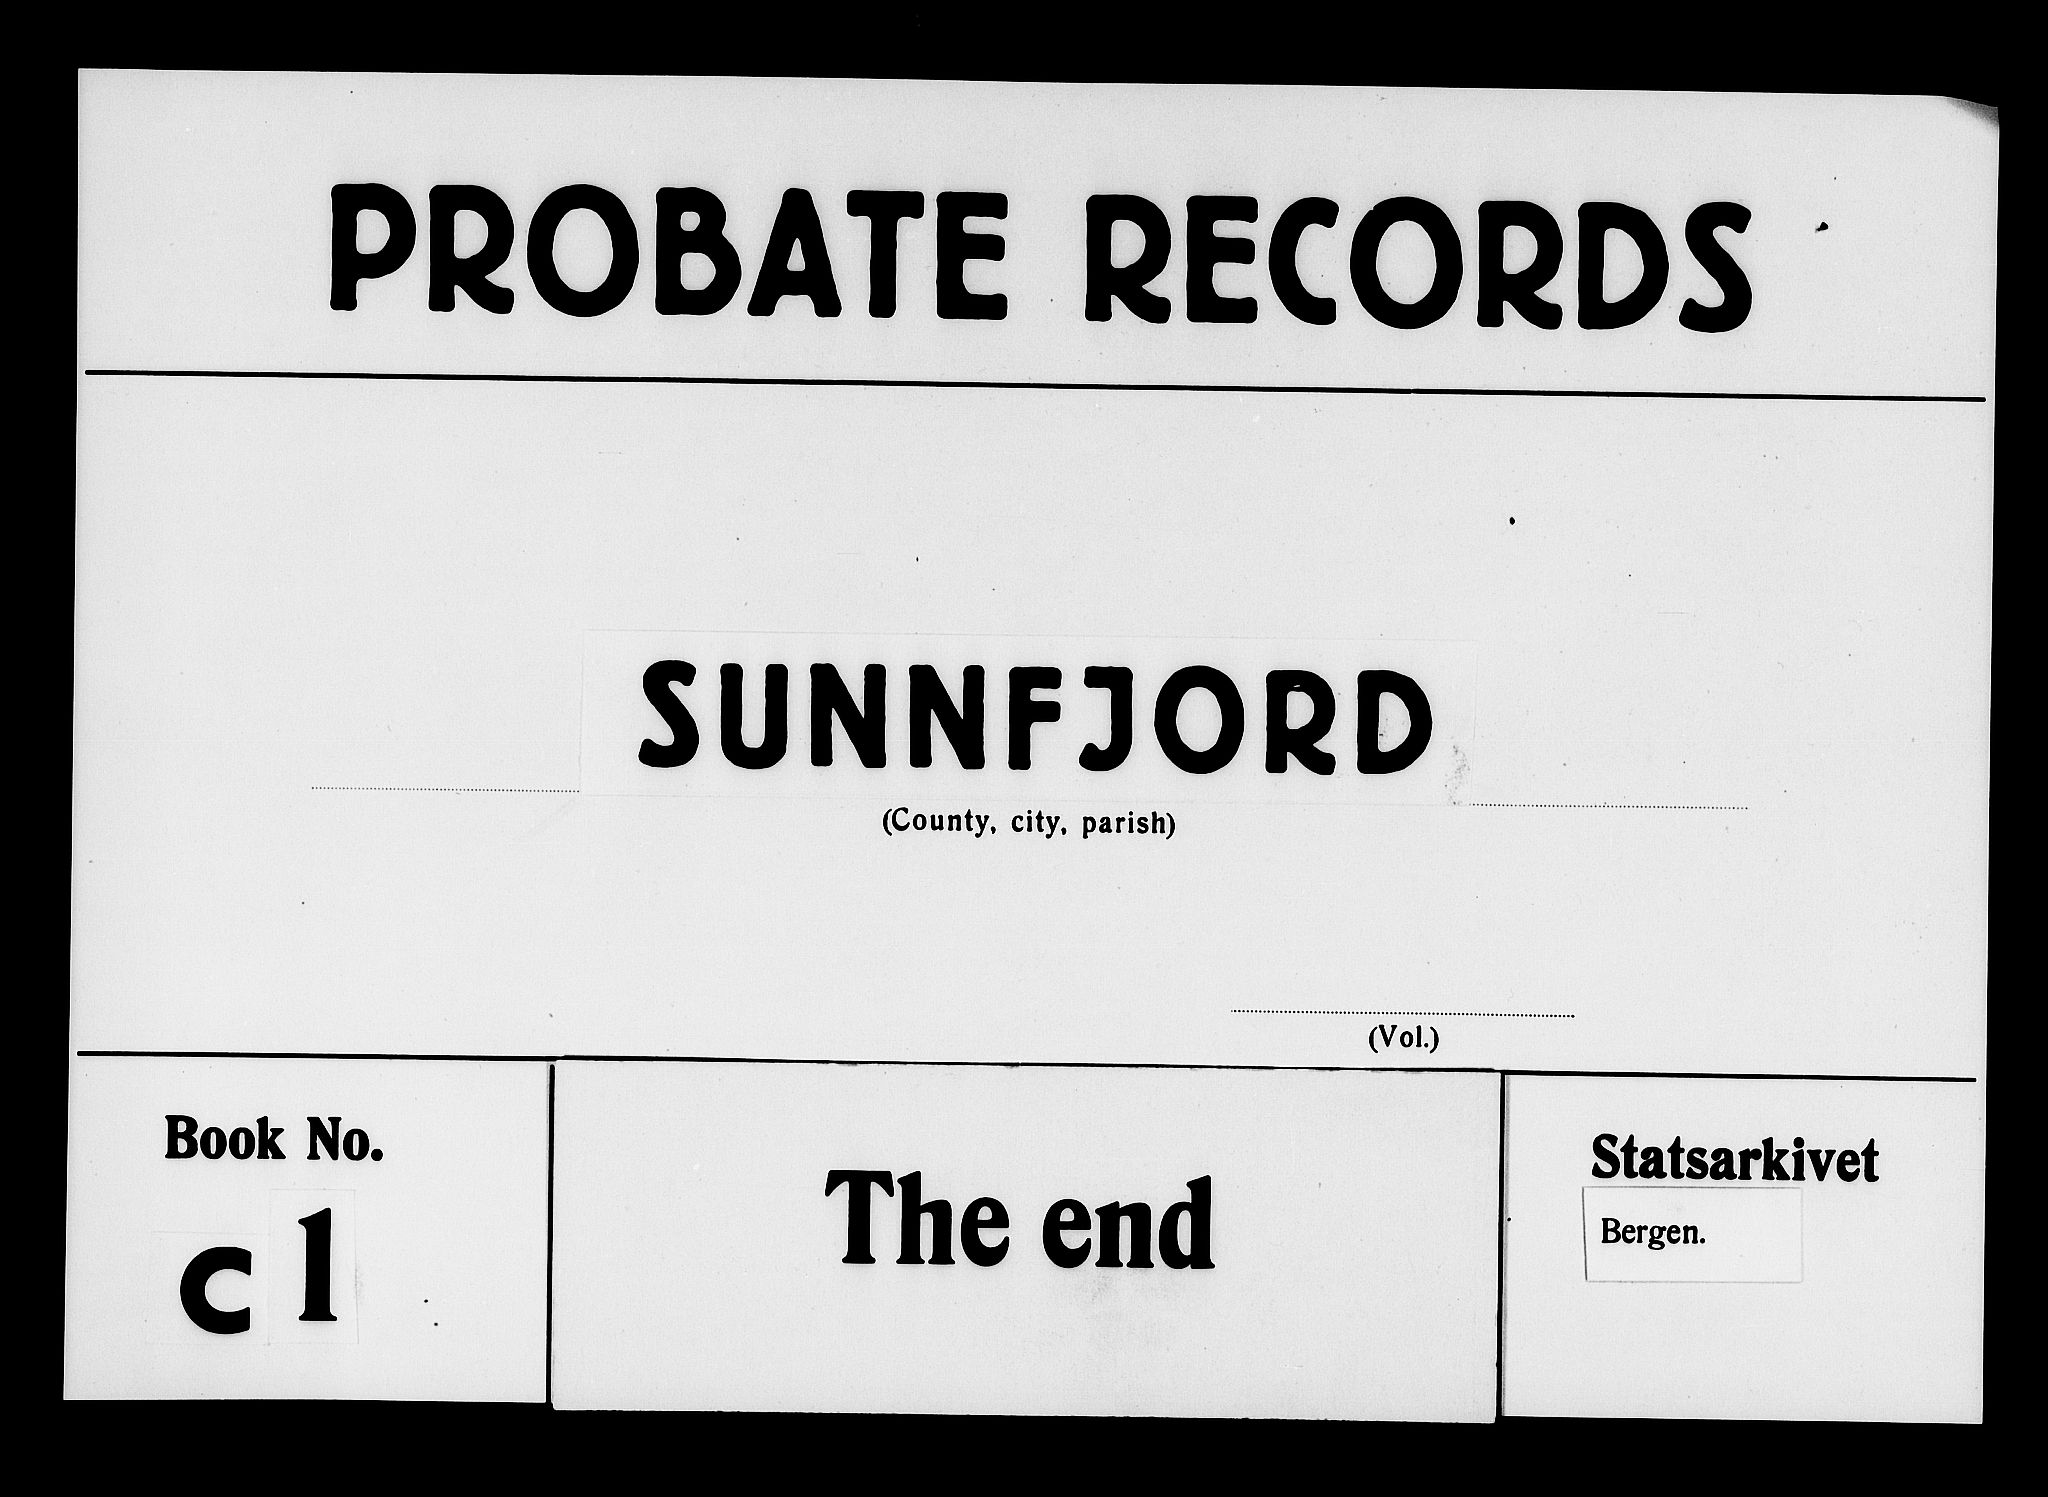 PROBATE RECORDS
SUNNFJORD
(County, city, parish)
(Vol.)
Book No.
c 1
The end
Statsarkivet
Bergen.